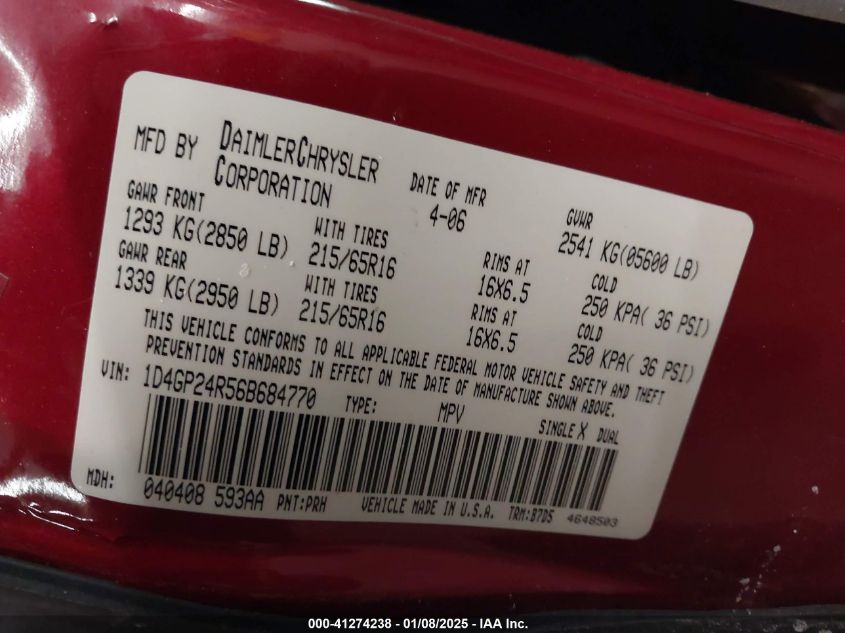 MFD BY DAIMLERCHRYSLER CORPORATION DATE OF MFR 4-06 GVWR 2541 KG(05600 LB)
GAWR FRONT WITH TIRES RIMS AT COLD
1293 KG(2850 LB) 215/65R16 16X6.5 250 KPA( 36 PSI)
GAWR REAR WITH TIRES RIMS AT COLD
1339 KG(2950 LB) 215/65R16 16X6.5 250 KPA( 36 PSI)
THIS VEHICLE CONFORMS TO ALL APPLICABLE FEDERAL MOTOR VEHICLE SAFETY AND THEFT
PREVENTION STANDARDS IN EFFECT ON THE DATE OF MANUFACTURE SHOWN ABOVE.
VIN: 1D4GP24R56B684770 TYPE: MPV SINGLE X DUAL
MDH: 040408 593AA PNT:PRH VEHICLE MADE IN U.S.A. TRM:B7D5 4648503
000-41274238 - 01/08/2025 - IAA Inc.